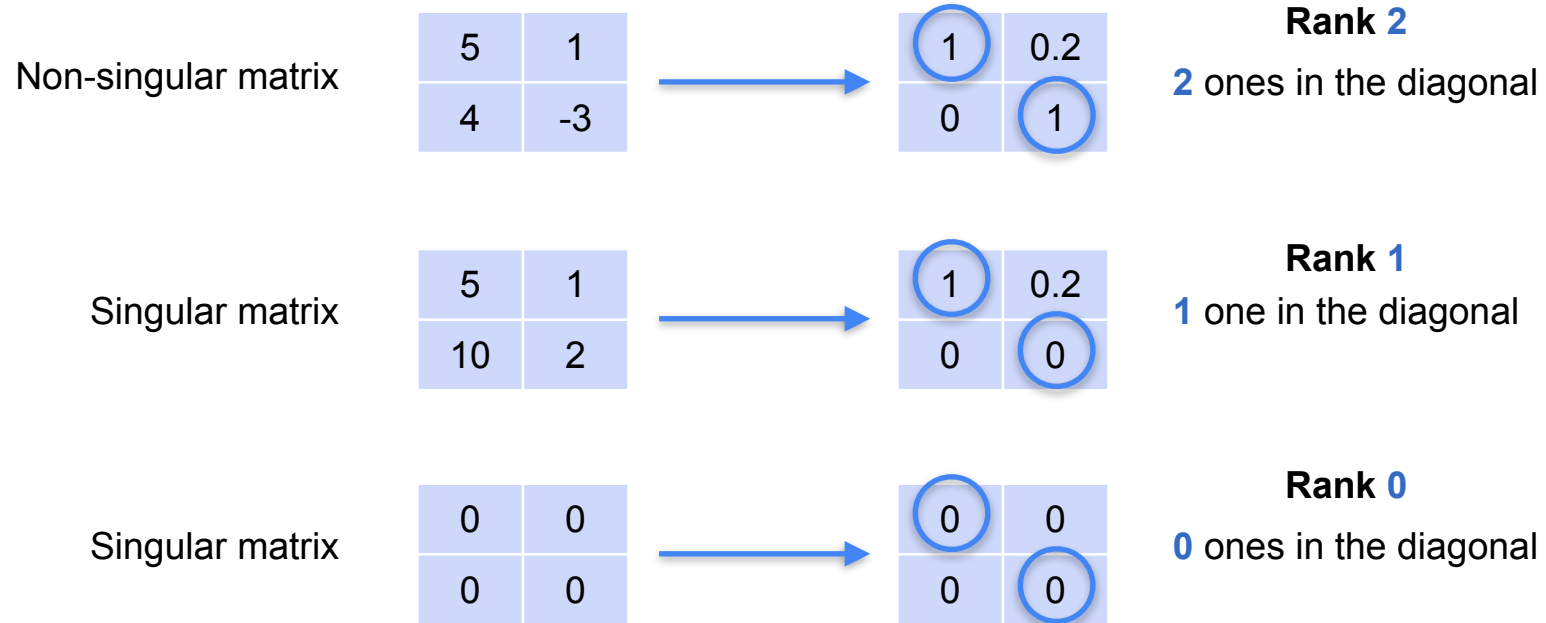 Non-singular matrix
5 1
4 -3
1 0.2
0 1
Rank 2
2 ones in the diagonal
Singular matrix
5 1
10 2
1 0.2
0 0
Rank 1
1 one in the diagonal
Singular matrix
0 0
0 0
0 0
0 0
Rank 0
0 ones in the diagonal